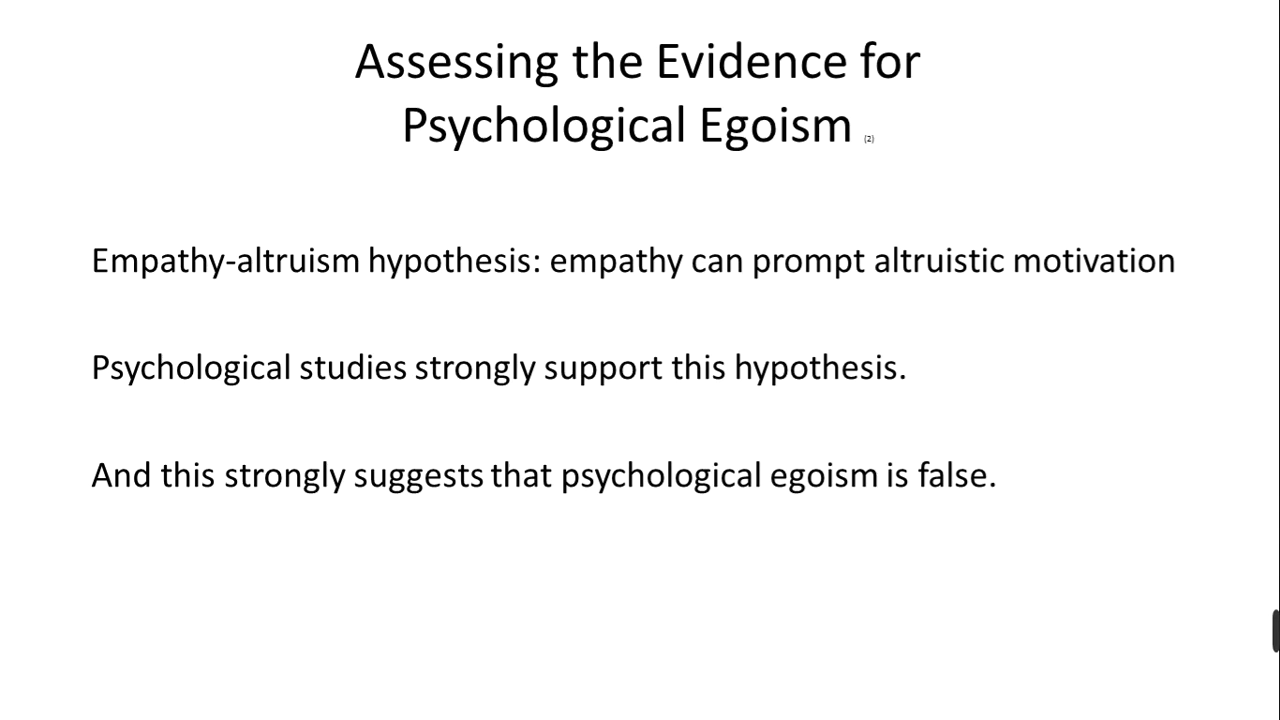 Assessing the Evidence for
Psychological Egoism (2)
Empathy-altruism hypothesis: empathy can prompt altruistic motivation
Psychological studies strongly support this hypothesis.
And this strongly suggests that psychological egoism is false.